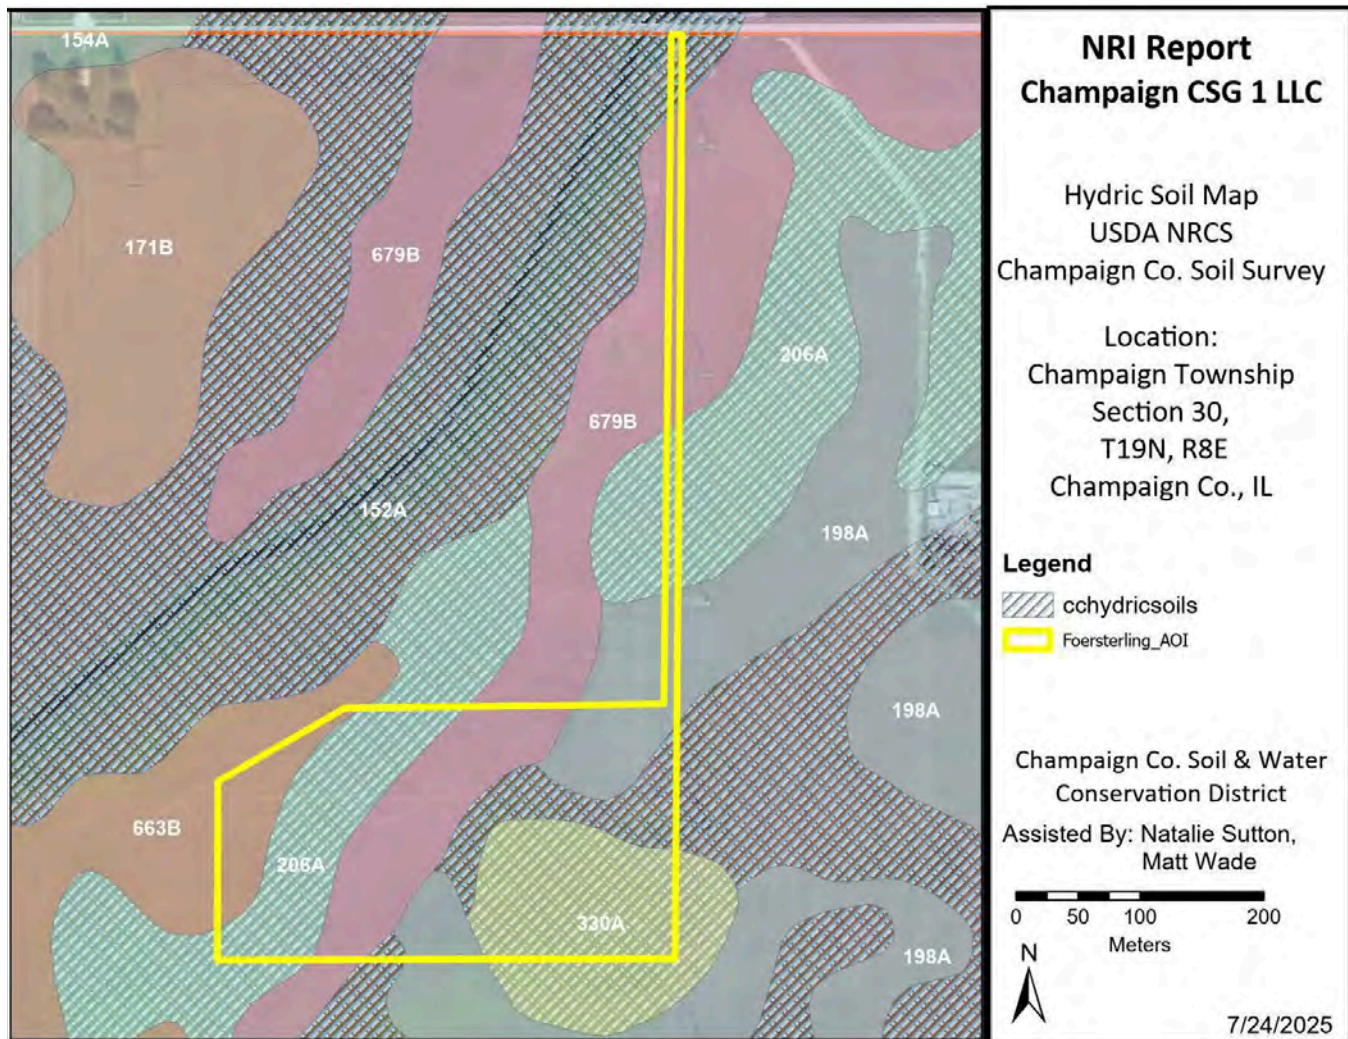 154A
171B
679B
206A
679B
152A
198A
198A
663B
206A
330A
198A
NRI Report
Champaign CSG 1 LLC
Hydric Soil Map
USDA NRCS
Champaign Co. Soil Survey
Location:
Champaign Township
Section 30,
T19N, R8E
Champaign Co., IL
Legend
cchydricsoils
Foersterling_AOI
Champaign Co. Soil & Water
Conservation District
Assisted By: Natalie Sutton,
Matt Wade
0 50 100 200
Meters
N
7/24/2025